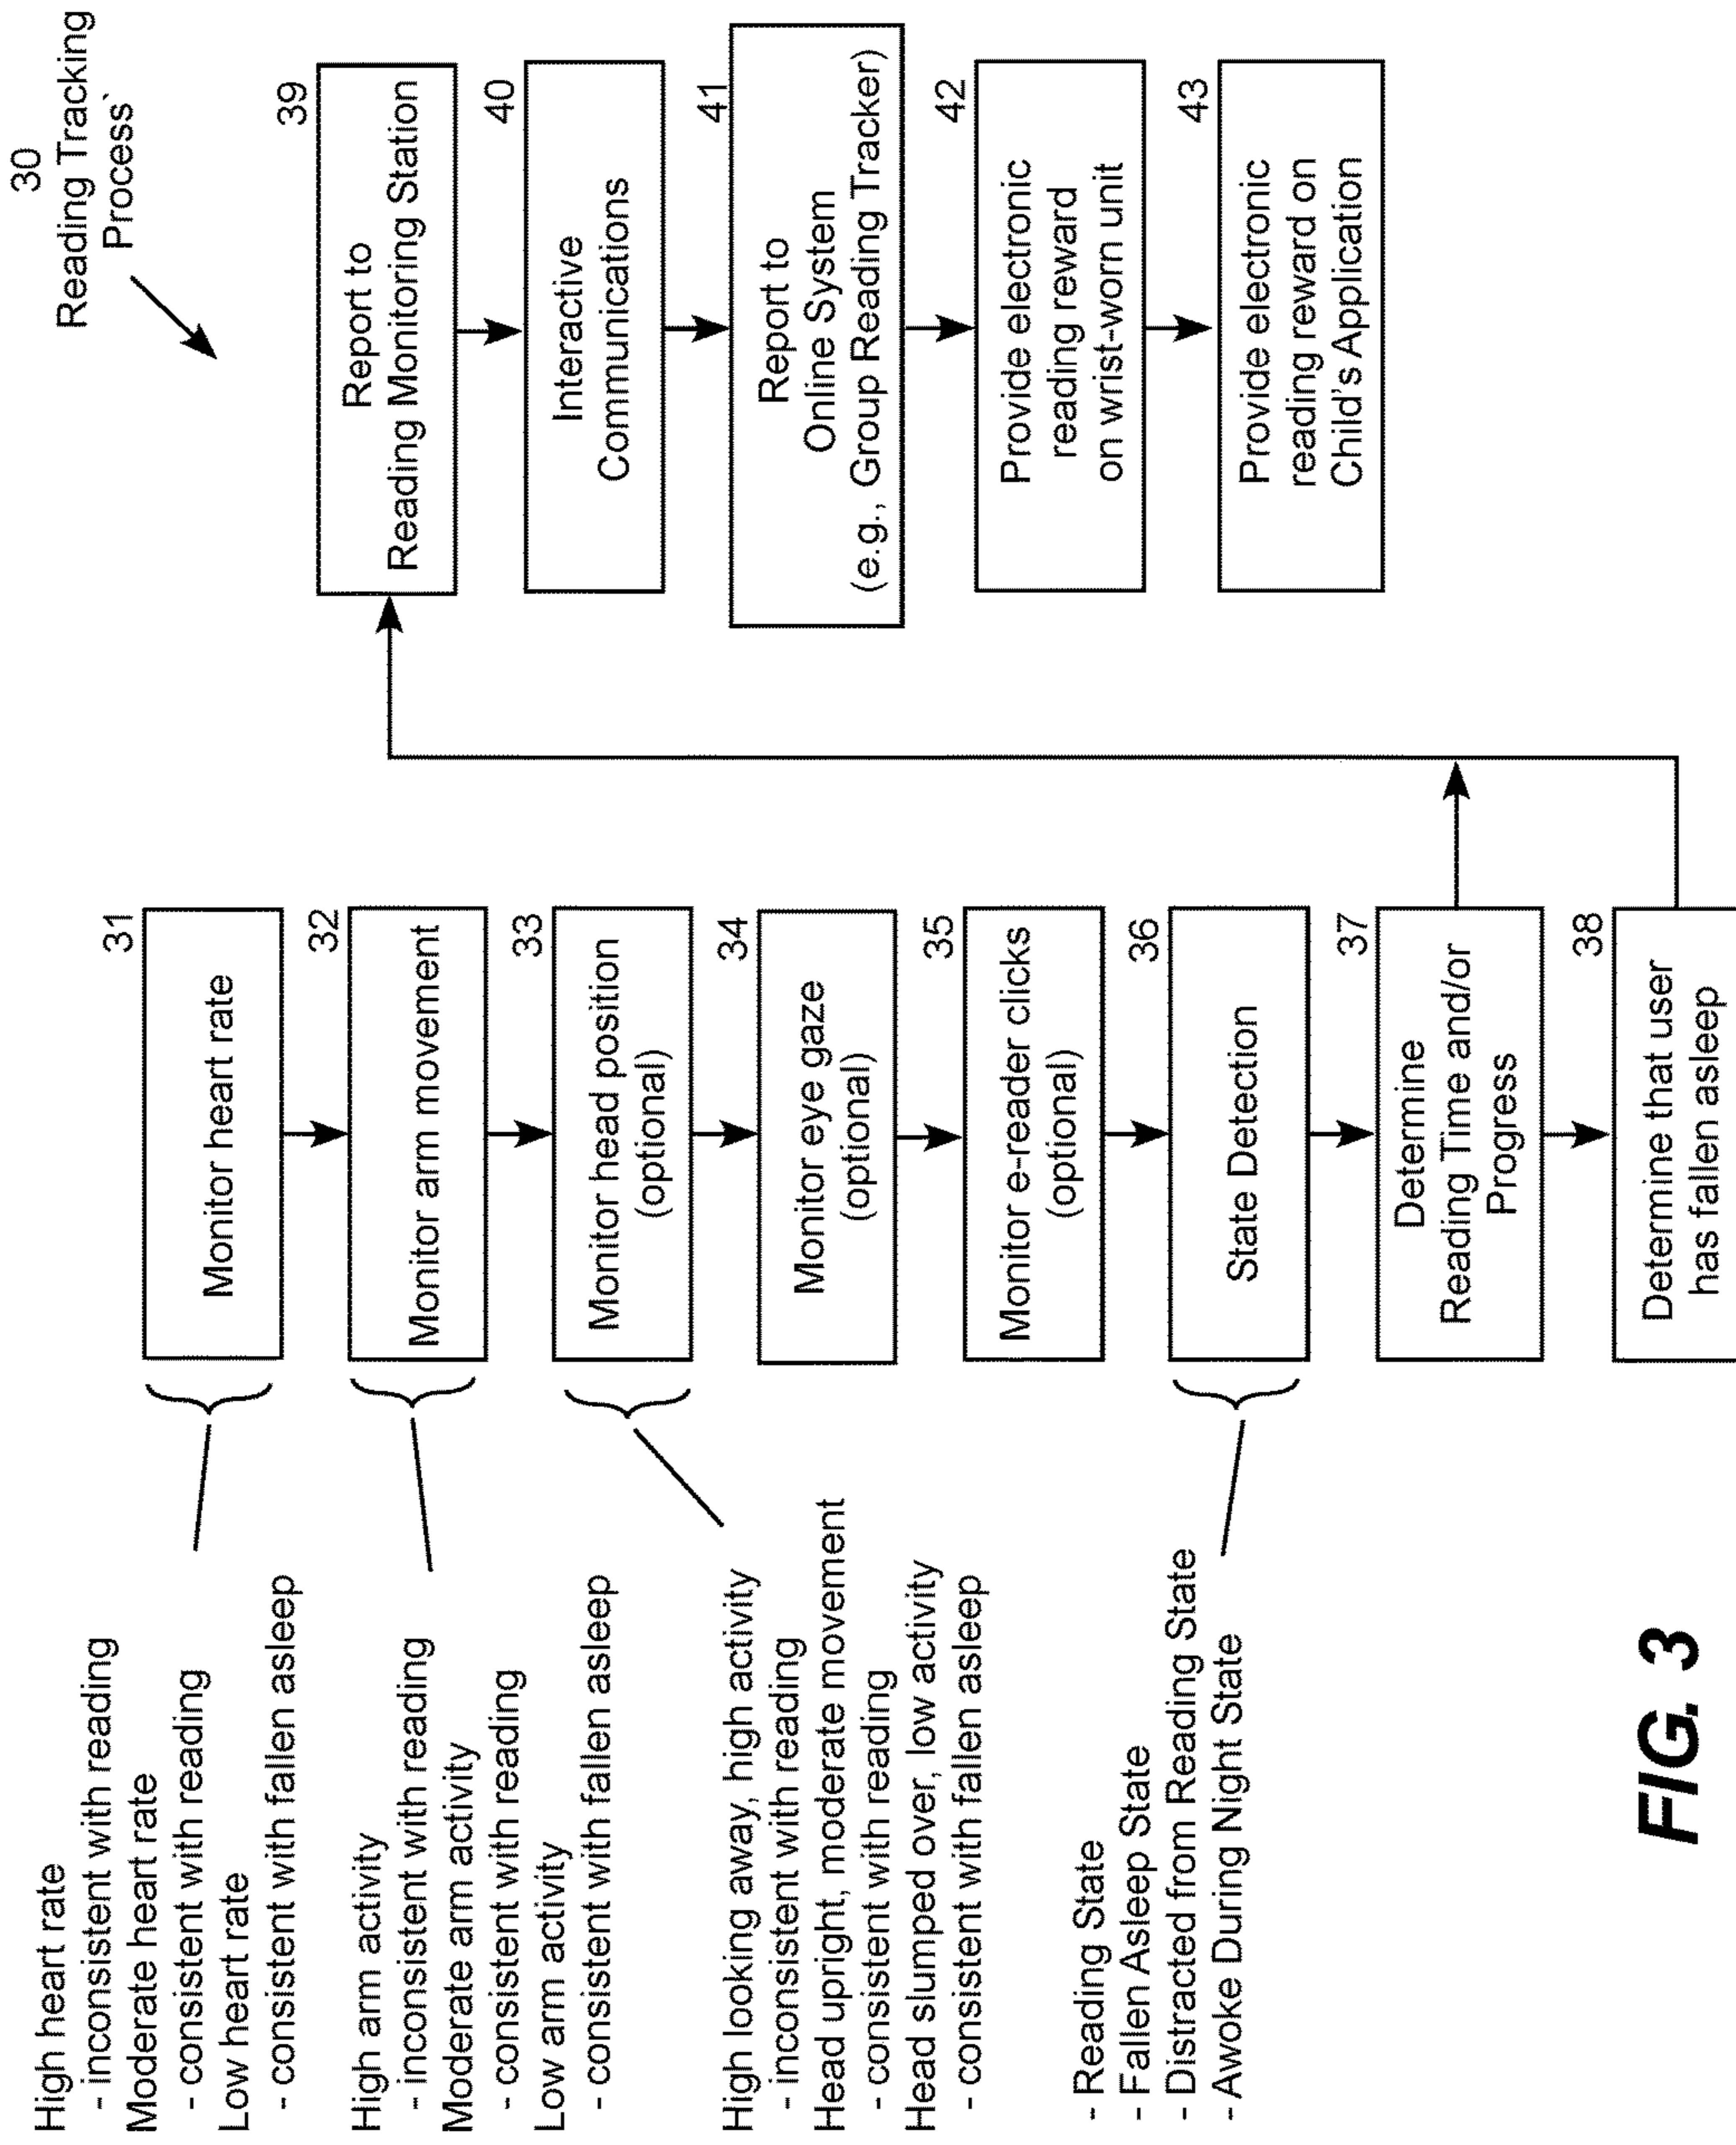 30
Reading Tracking
Process`
High heart rate
- inconsistent with reading
Moderate heart rate
- consistent with reading
Low heart rate
- consistent with fallen asleep
31
Monitor heart rate
High arm activity
- inconsistent with reading
Moderate arm activity
- consistent with reading
Low arm activity
- consistent with fallen asleep
32
Monitor arm movement
High looking away, high activity
- inconsistent with reading
Head upright, moderate movement
- consistent with reading
Head slumped over, low activity
- consistent with fallen asleep
33
Monitor head position
(optional)
34
Monitor eye gaze
(optional)
35
Monitor e-reader clicks
(optional)
- Reading State
- Fallen Asleep State
- Distracted from Reading State
- Awoke During Night State
36
State Detection
37
Determine
Reading Time and/or
Progress
38
Determine that user
has fallen asleep
39
Report to
Reading Monitoring Station
40
Interactive
Communications
41
Report to
Online System
(e.g., Group Reading Tracker)
42
Provide electronic
reading reward
on wrist-worn unit
43
Provide electronic
reading reward on
Child's Application
FIG. 3